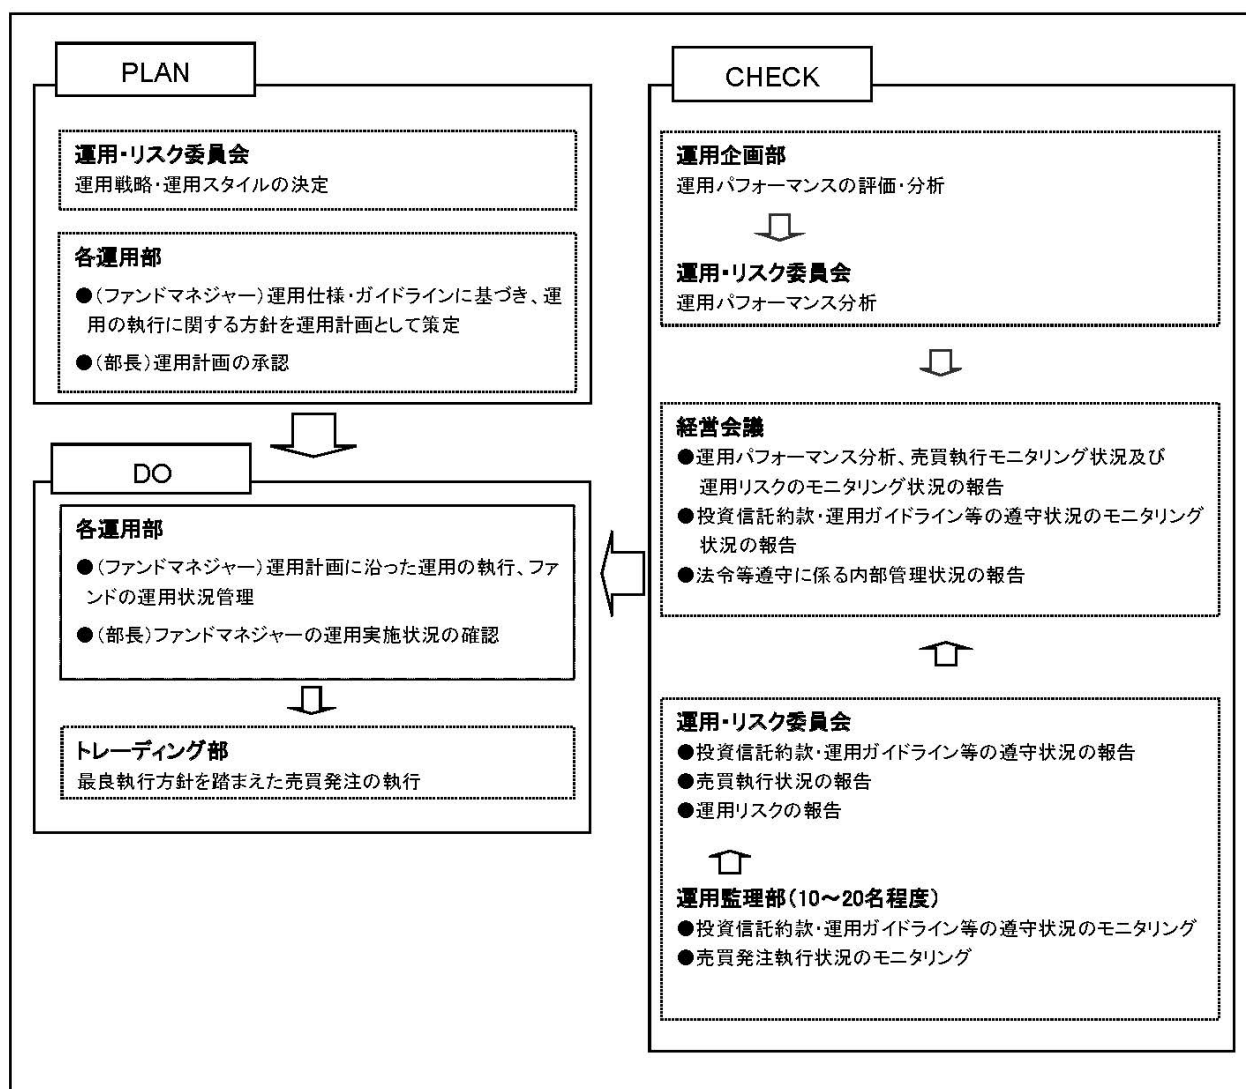 PLAN
運用・リスク委員会
運用戦略・運用スタイルの決定
各運用部
●(ファンドマネジャー)運用仕様・ガイドラインに基づき、運
用の執行に関する方針を運用計画として策定
●(部長)運用計画の承認
DO
各運用部
●(ファンドマネジャー)運用計画に沿った運用の執行、ファ
ンドの運用状況管理
●(部長)ファンドマネジャーの運用実施状況の確認
トレーディング部
最良執行方針を踏まえた売買発注の執行
CHECK
運用企画部
運用パフォーマンスの評価・分析
運用・リスク委員会
運用パフォーマンス分析
経営会議
●運用パフォーマンス分析、売買執行モニタリング状況及び
運用リスクのモニタリング状況の報告
●投資信託約款・運用ガイドライン等の遵守状況のモニタリング
状況の報告
●法令等遵守に係る内部管理状況の報告
運用・リスク委員会
●投資信託約款・運用ガイドライン等の遵守状況の報告
●売買執行状況の報告
●運用リスクの報告
運用監理部(10～20名程度)
●投資信託約款・運用ガイドライン等の遵守状況のモニタリング
●売買発注執行状況のモニタリング